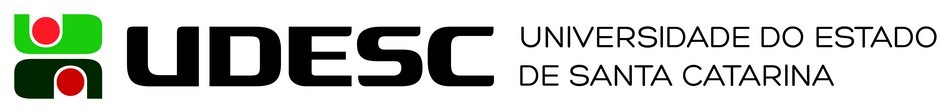 UDESC
UNIVERSIDADE DO ESTADO
DE SANTA CATARINA